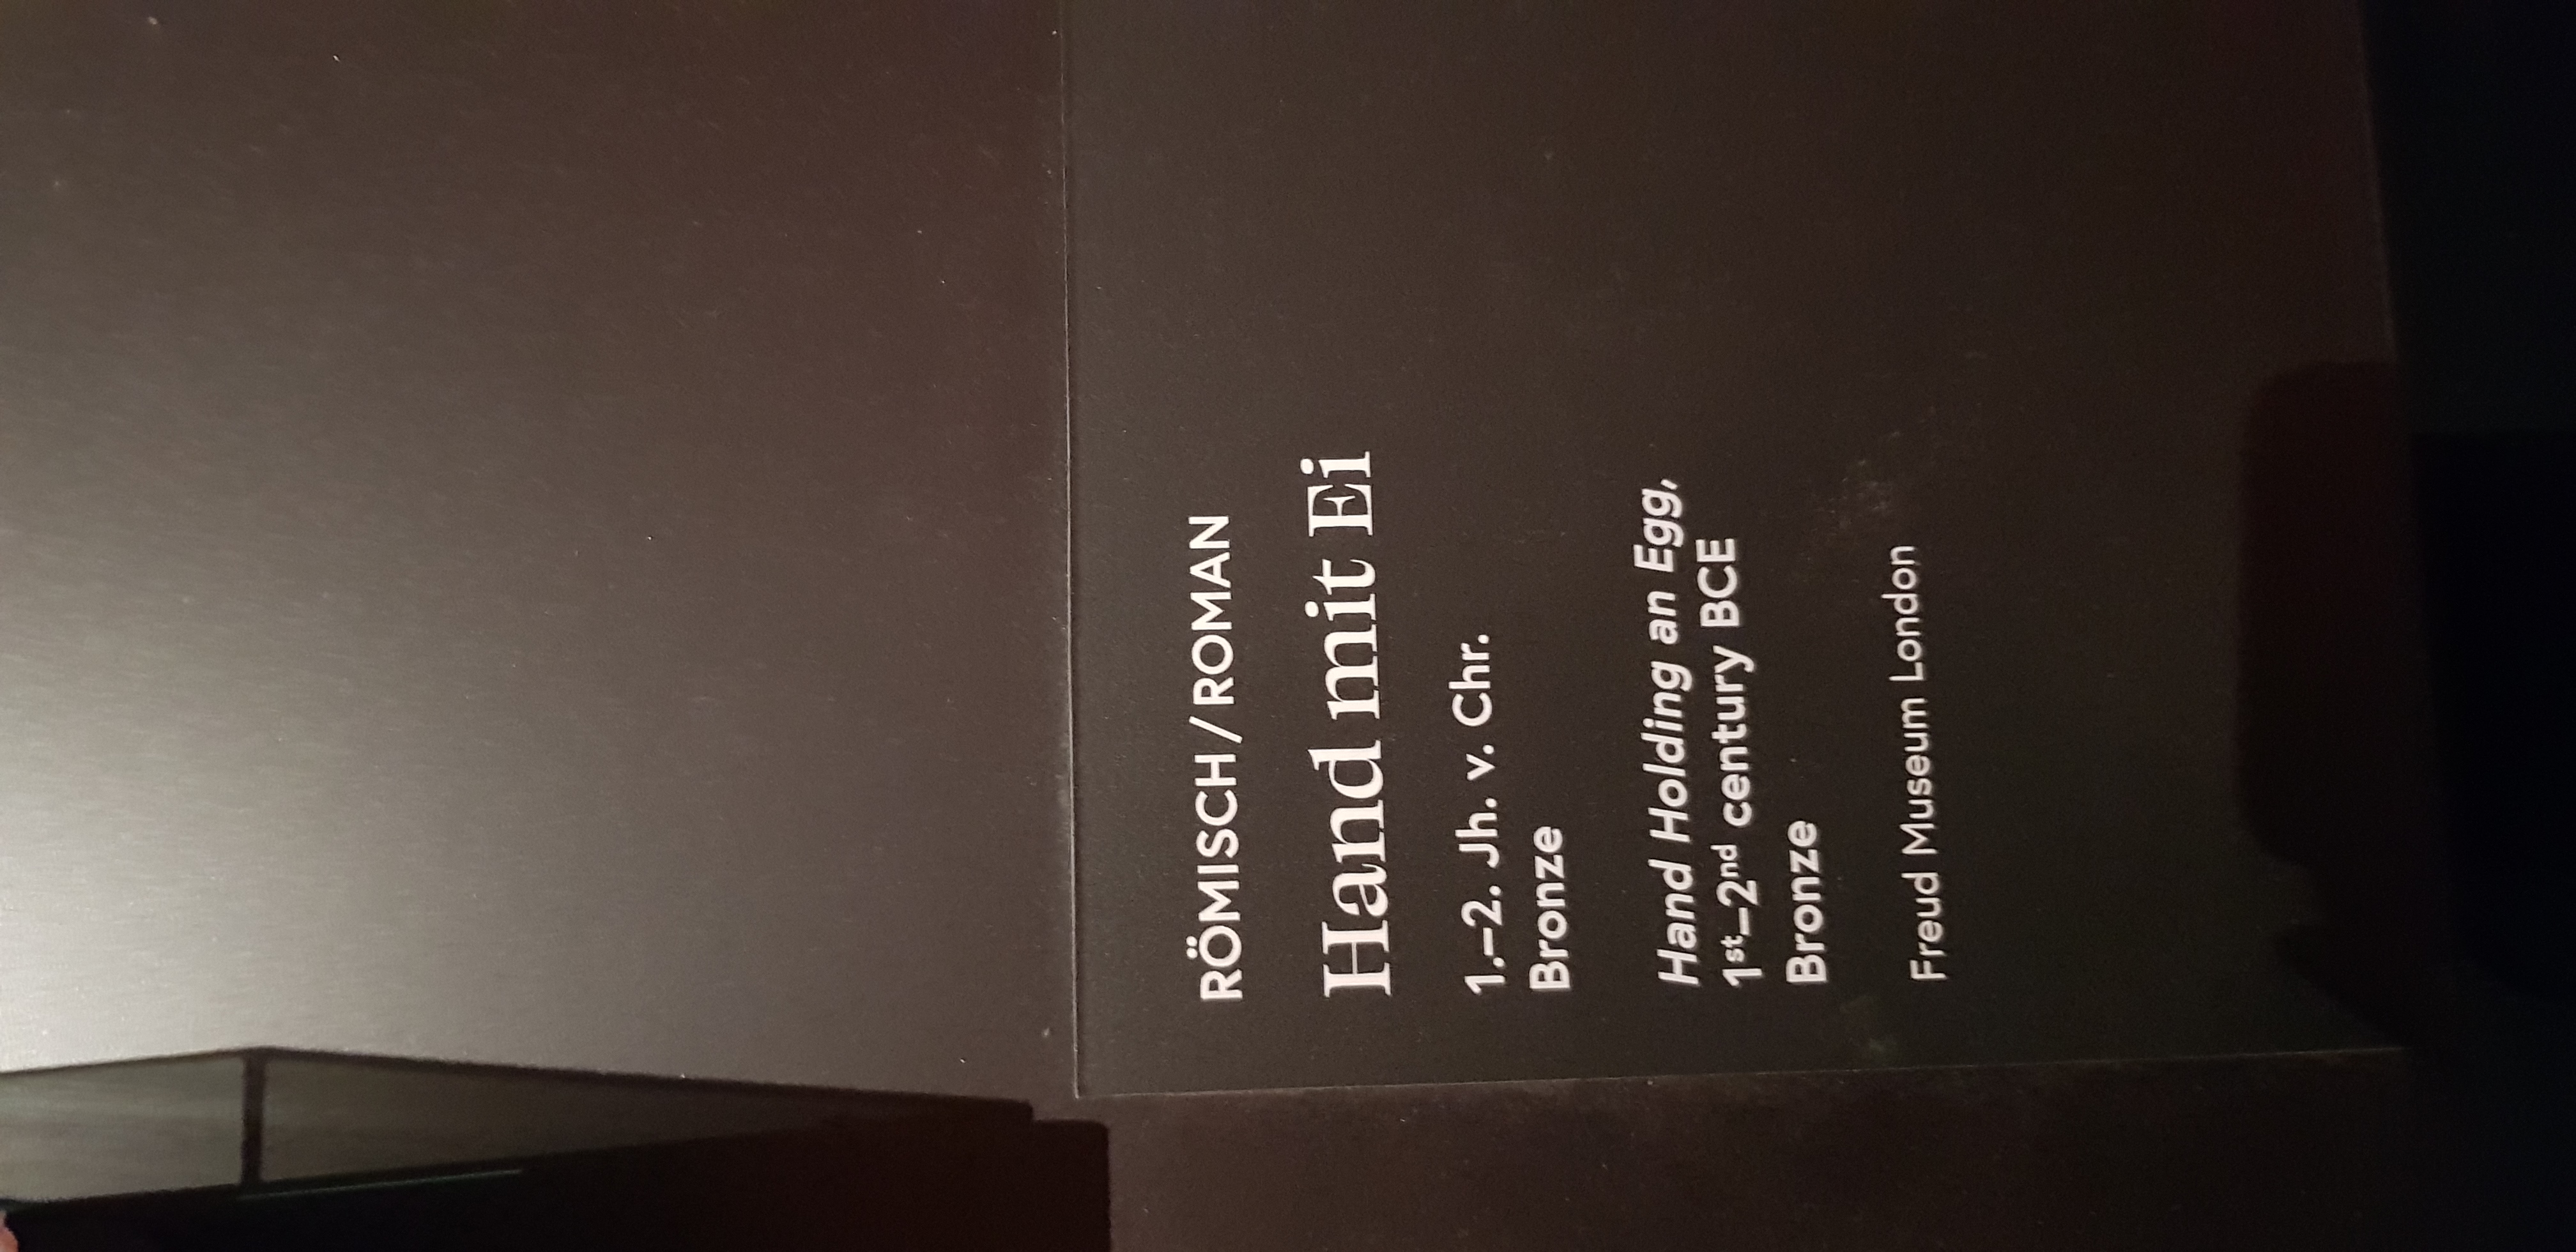 RÖMISCH / ROMAN
Hand mit Ei
1.–2. Jh. v. Chr.
Bronze
Hand Holding an Egg,
1st–2nd century BCE
Bronze
Freud Museum London